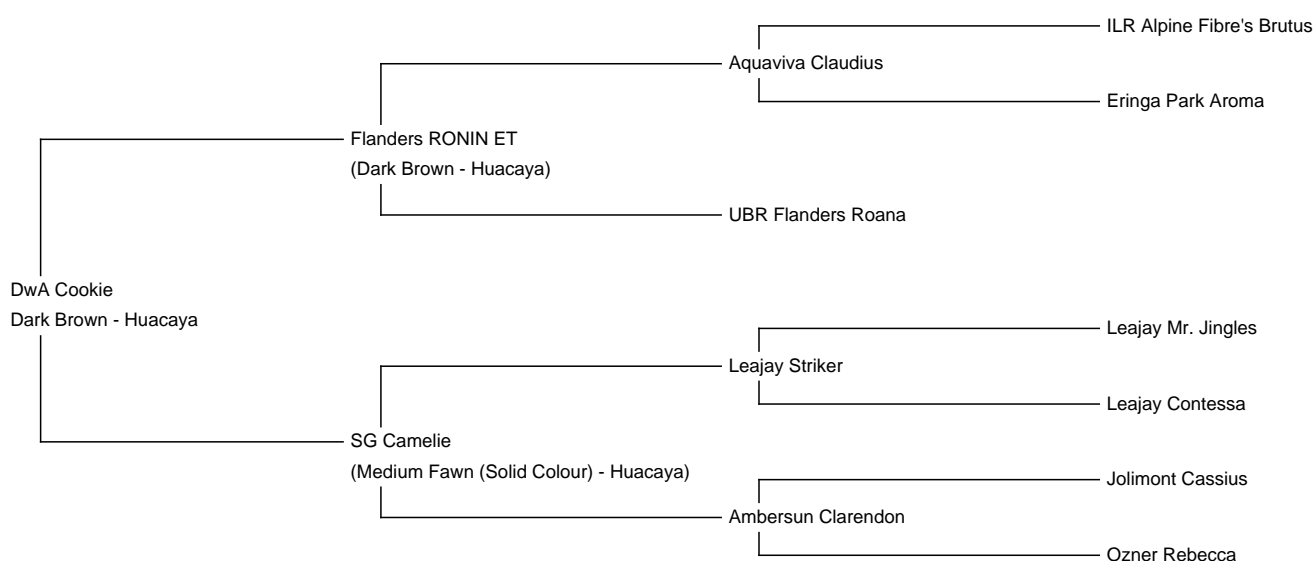 ILR Alpine Fibre's Brutus
Aquaviva Claudius
Eringa Park Aroma
Flanders RONIN ET
(Dark Brown - Huacaya)
UBR Flanders Roana
DwA Cookie
Dark Brown - Huacaya
Leajay Mr. Jingles
Leajay Striker
Leajay Contessa
SG Camelie
(Medium Fawn (Solid Colour) - Huacaya)
Jolimont Cassius
Ambersun Clarendon
Ozner Rebecca